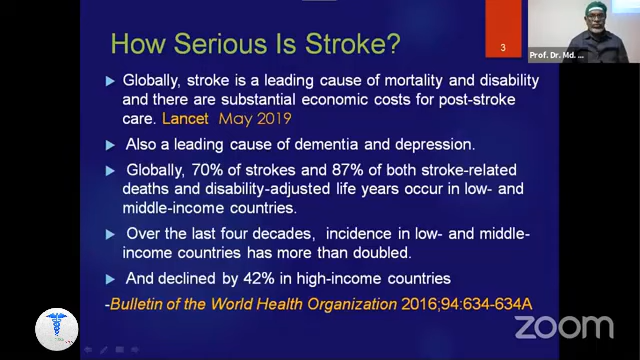 How Serious Is Stroke?
3
Prof. Dr. Md. ...
Globally, stroke is a leading cause of mortality and disability
and there are substantial economic costs for post-stroke
care. Lancet May 2019
Also a leading cause of dementia and depression.
Globally, 70% of strokes and 87% of both stroke-related
deaths and disability-adjusted life years occur in low- and
middle-income countries.
Over the last four decades, incidence in low- and middle-
income countries has more than doubled.
And declined by 42% in high-income countries
-Bulletin of the World Health Organization 2016;94:634-634A
zoom